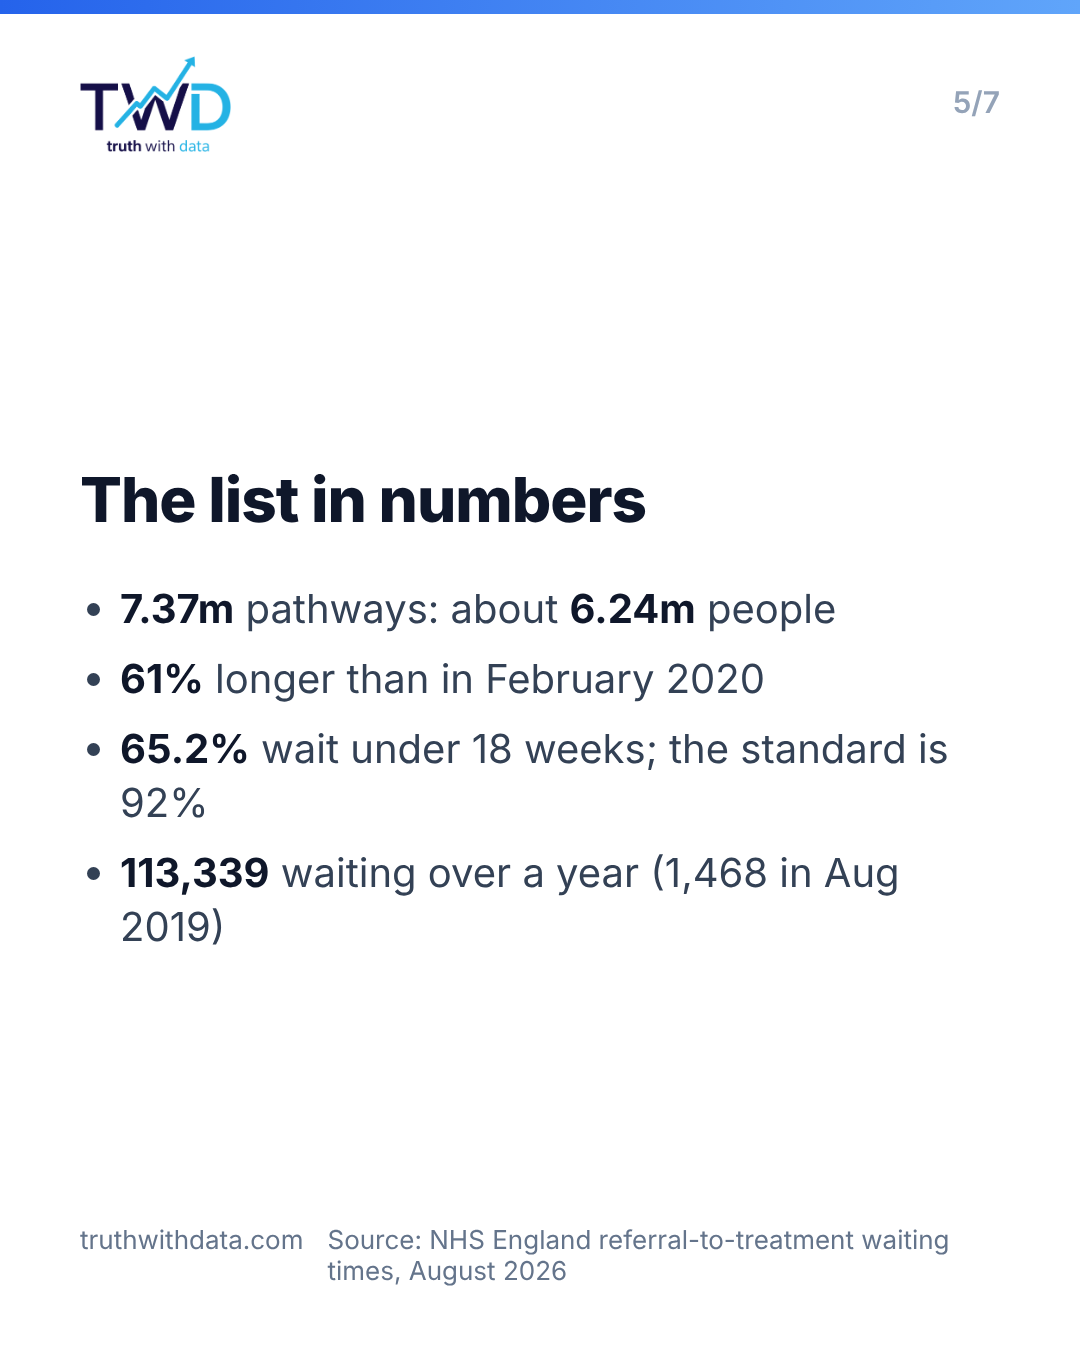 TWD
truth with data
5/7
The list in numbers
• 7.37m pathways: about 6.24m people
• 61% longer than in February 2020
• 65.2% wait under 18 weeks; the standard is
92%
• 113,339 waiting over a year (1,468 in Aug
2019)
truthwithdata.com
Source: NHS England referral-to-treatment waiting
times, August 2026